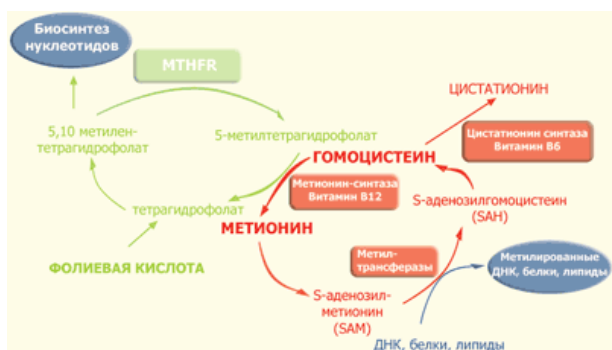 Биосинтез
нуклеотидов
MTHFR
ЦИСТАТИОНИН
5,10 метилен-
тетрагидрофолат
5-метилтетрагидрофолат
Цистатионин синтаза
Витамин В6
ГОМОЦИСТЕИН
Метионин-синтаза
Витамин В12
S-аденозилгомоцистеин
(SAH)
тетрагидрофолат
МЕТИОНИН
Метил-
трансферазы
Метилированные
ДНК, белки, липиды
ФОЛИЕВАЯ КИСЛОТА
S-аденозил-
метионин
(SAM)
ДНК, белки, липиды